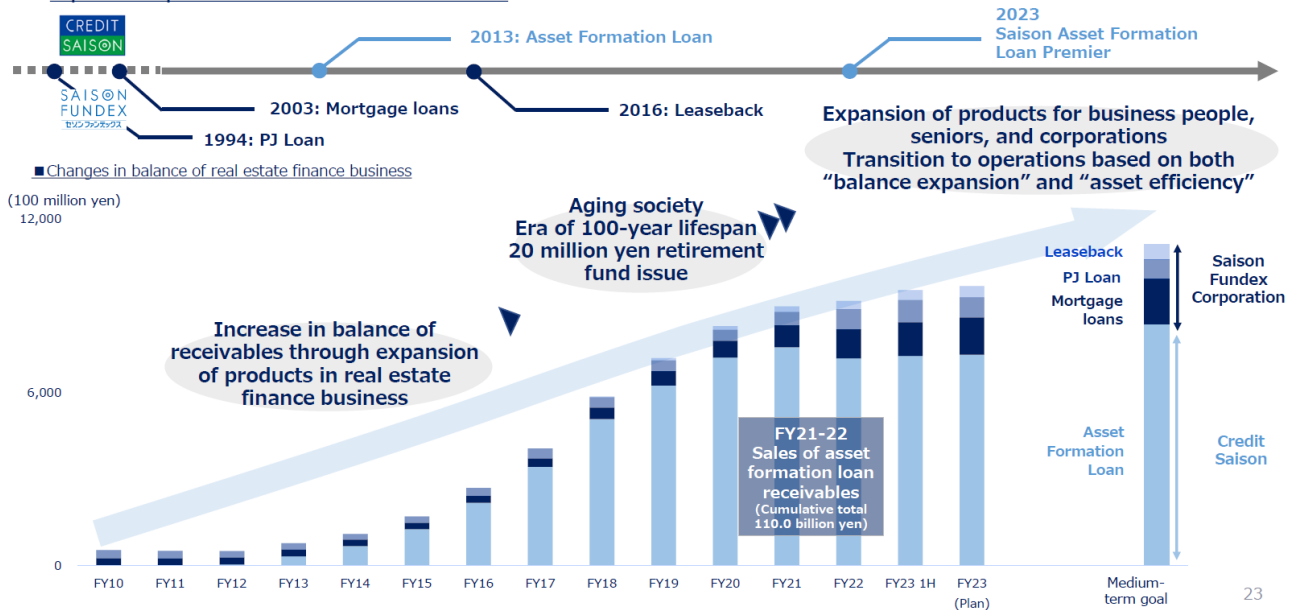 CREDIT
SAISON
2013: Asset Formation Loan
2023
Saison Asset Formation
Loan Premier
SAISON
FUNDEX
セゾンファンデックス
2003: Mortgage loans
2016: Leaseback
1994: PJ Loan
Expansion of products for business people,
seniors, and corporations
Transition to operations based on both
“balance expansion” and “asset efficiency”
■Changes in balance of real estate finance business
(100 million yen)
12,000
6,000
0
Aging society
Era of 100-year lifespan
20 million yen retirement
fund issue
Increase in balance of
receivables through expansion
of products in real estate
finance business
Leaseback
PJ Loan
Mortgage
loans
Saison
Fundex
Corporation
FY21-22
Sales of asset
formation loan
receivables
(Cumulative total
110.0 billion yen)
Asset
Formation
Loan
Credit
Saison
FY10
FY11
FY12
FY13
FY14
FY15
FY16
FY17
FY18
FY19
FY20
FY21
FY22
FY23 1H
FY23
(Plan)
Medium-
term goal
23